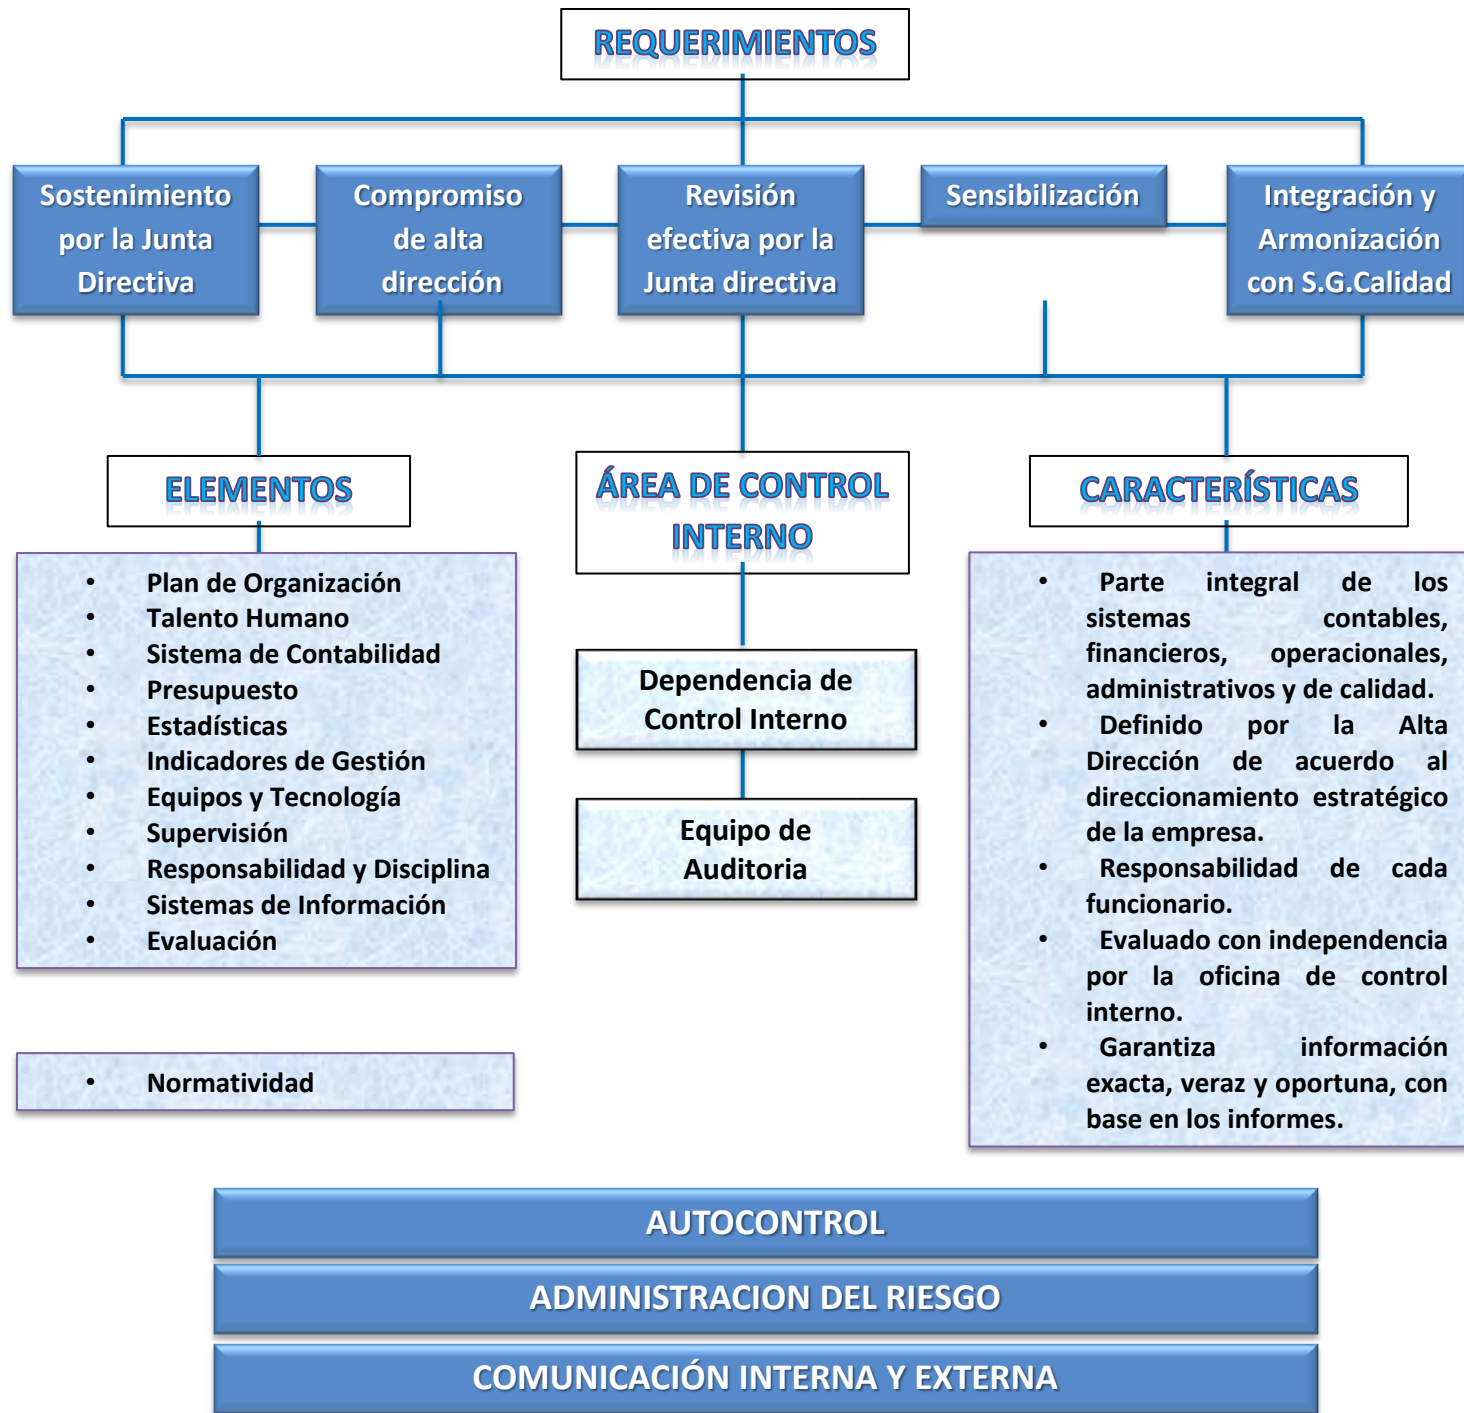 REQUERIMIENTOS
Sostenimiento
por la Junta
Directiva
Compromiso
de alta
dirección
Revisión
efectiva por la
Junta directiva
Sensibilización
Integración y
Armonización
con S.G.Calidad
ELEMENTOS
• Plan de Organización
• Talento Humano
• Sistema de Contabilidad
• Presupuesto
• Estadísticas
• Indicadores de Gestión
• Equipos y Tecnología
• Supervisión
• Responsabilidad y Disciplina
• Sistemas de Información
• Evaluación
• Normatividad
ÁREA DE CONTROL
INTERNO
Dependencia de
Control Interno
Equipo de
Auditoria
CARACTERÍSTICAS
• Parte integral de los
sistemas contables,
financieros, operacionales,
administrativos y de calidad.
• Definido por la Alta
Dirección de acuerdo al
direccionamiento estratégico
de la empresa.
• Responsabilidad de cada
funcionario.
• Evaluado con independencia
por la oficina de control
interno.
• Garantiza información
exacta, veraz y oportuna, con
base en los informes.
AUTOCONTROL
ADMINISTRACION DEL RIESGO
COMUNICACIÓN INTERNA Y EXTERNA